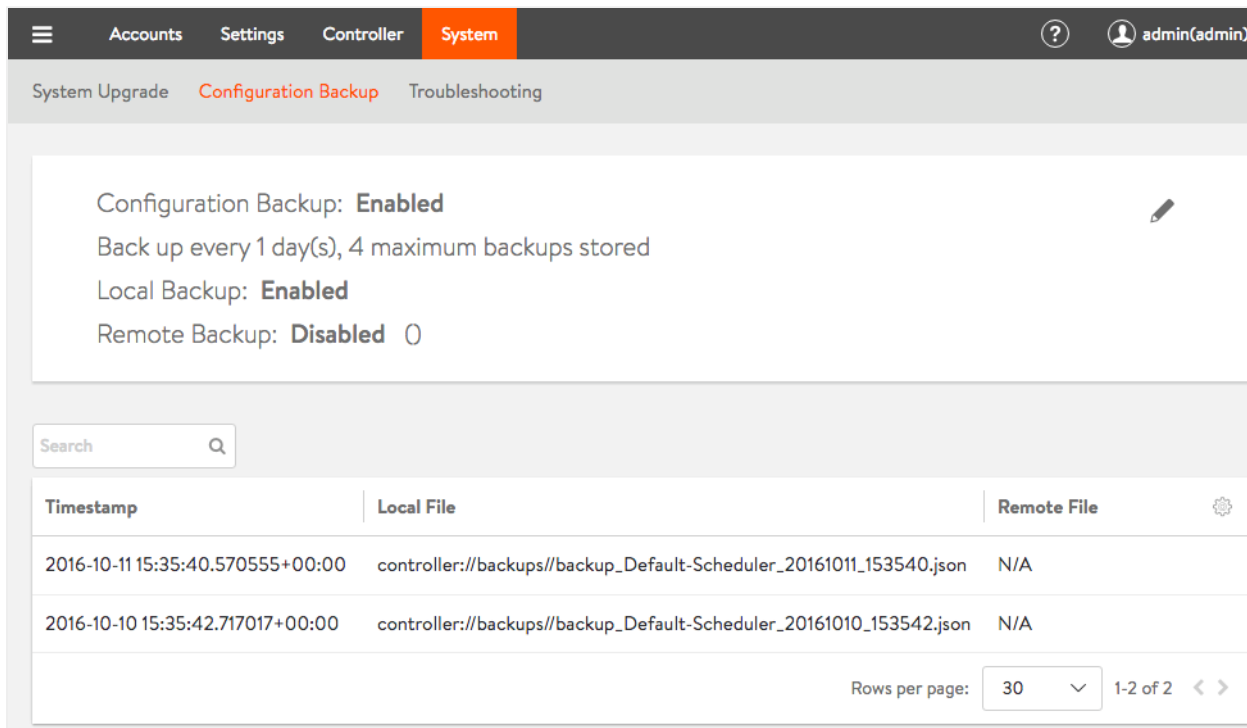 Accounts Settings Controller System ? admin(admin)
System Upgrade Configuration Backup Troubleshooting
Configuration Backup: Enabled
Back up every 1 day(s), 4 maximum backups stored
Local Backup: Enabled
Remote Backup: Disabled ()
Search
Timestamp Local File Remote File
2016-10-11 15:35:40.570555+00:00 controller://backups//backup_Default-Scheduler_20161011_153540.json N/A
2016-10-10 15:35:42.717017+00:00 controller://backups//backup_Default-Scheduler_20161010_153542.json N/A
Rows per page: 30 1-2 of 2 < >